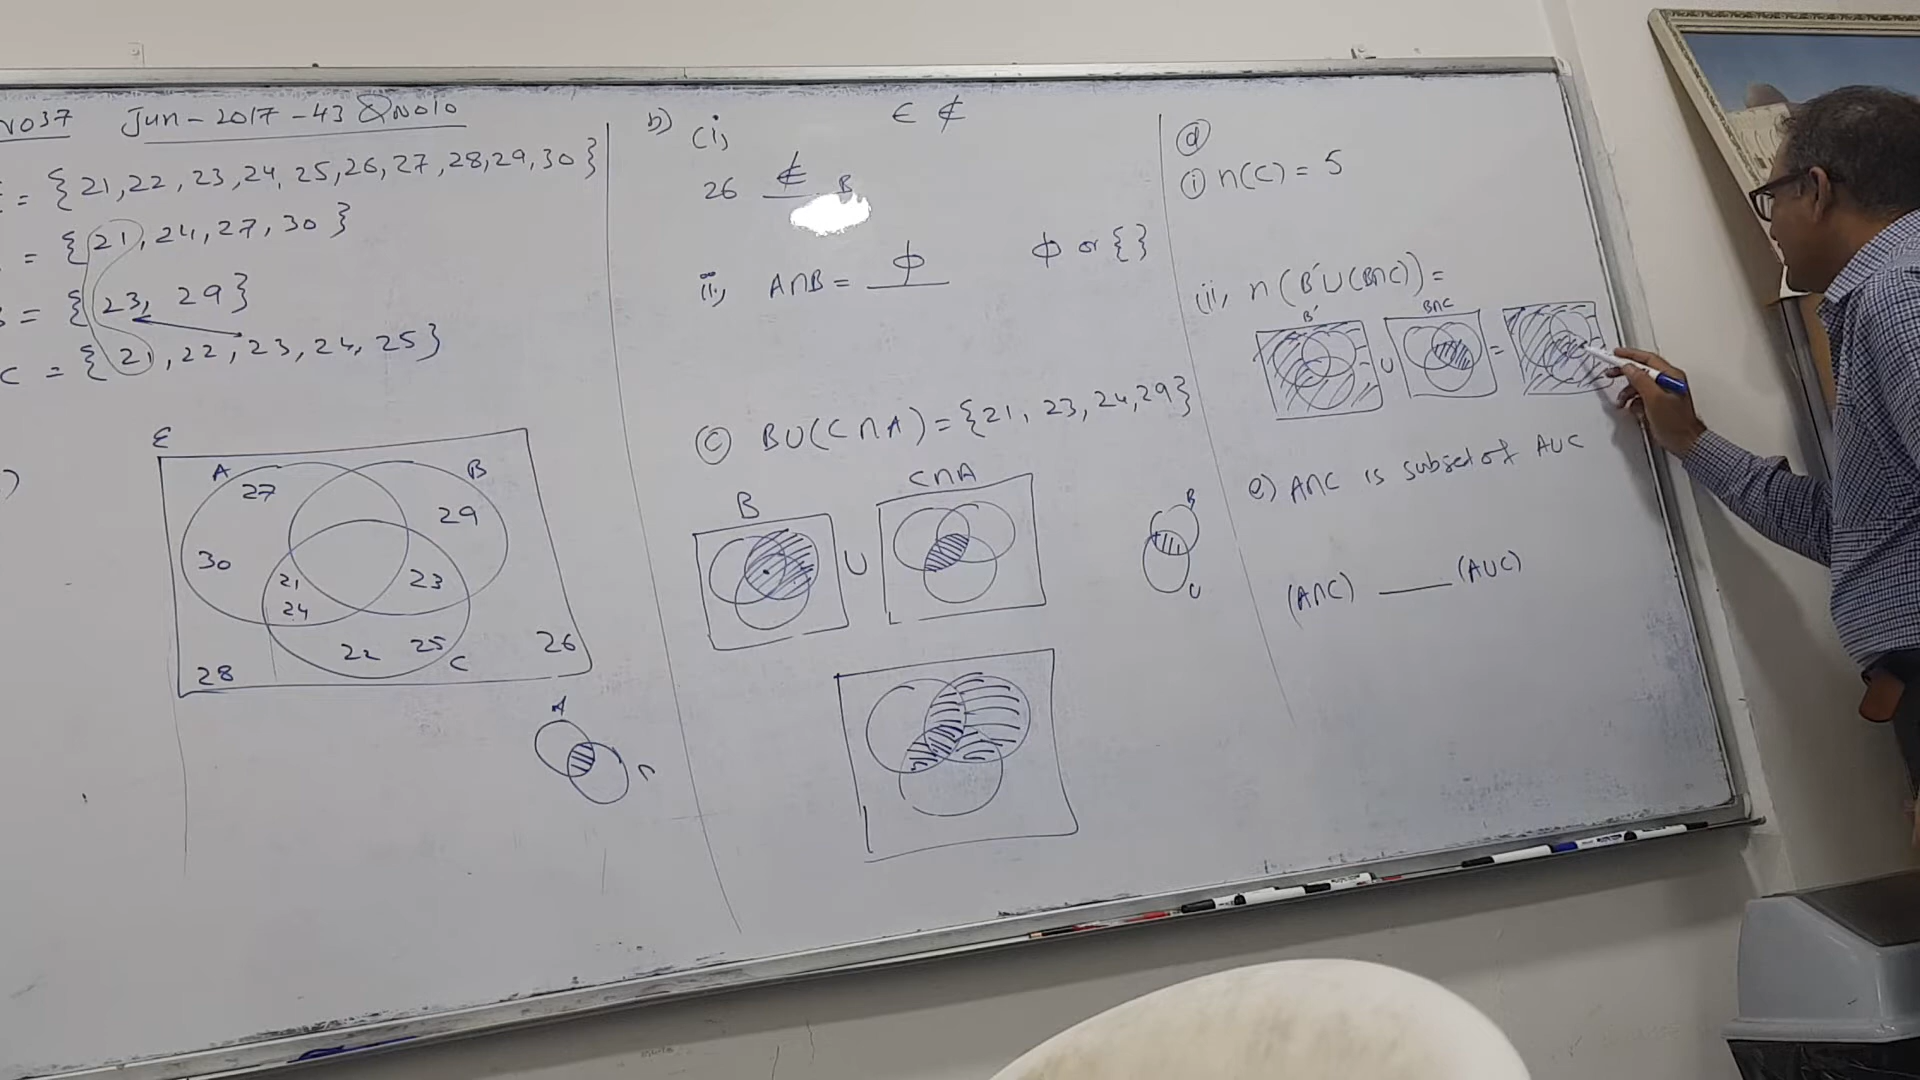 NO37 Jun-2017-43 QNO10
ℰ = {21,22,23,24,25,26,27,28,29,30}
= {21,24,27,30}
B = {23, 29}
C = {21,22,23,24,25}
ℰ
A B
27
29
30
21
23
24
22 25
C
26
28
A
b) (i)
∈ ∉
26 ∉ B
ii, A∩B = ϕ
ϕ or { }
(c) B∪(C∩A) = {21, 23, 24,29}
B C∩A
∪
B
(d)
(i) n(C) = 5
(ii, n(B'∪(B∩C)) =
B' B∩C
∪ =
e) A∩C is subset of A∪C
(A∩C) ____ (A∪C)